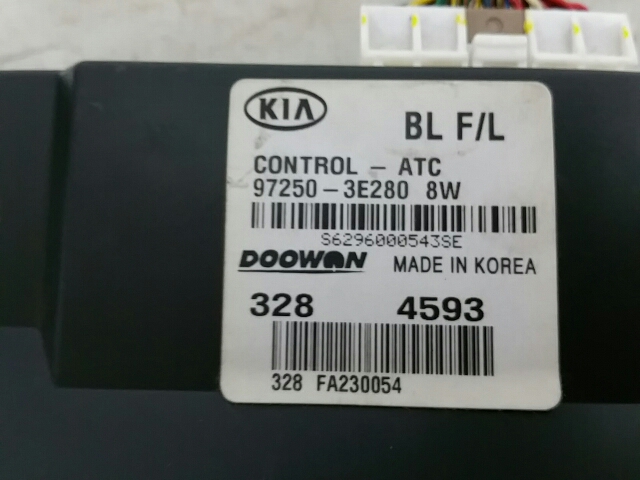 KIA
BL F/L
CONTROL - ATC
97250-3E280 8W
S6296000543SE
DOOWON MADE IN KOREA
328 4593
328 FA230054